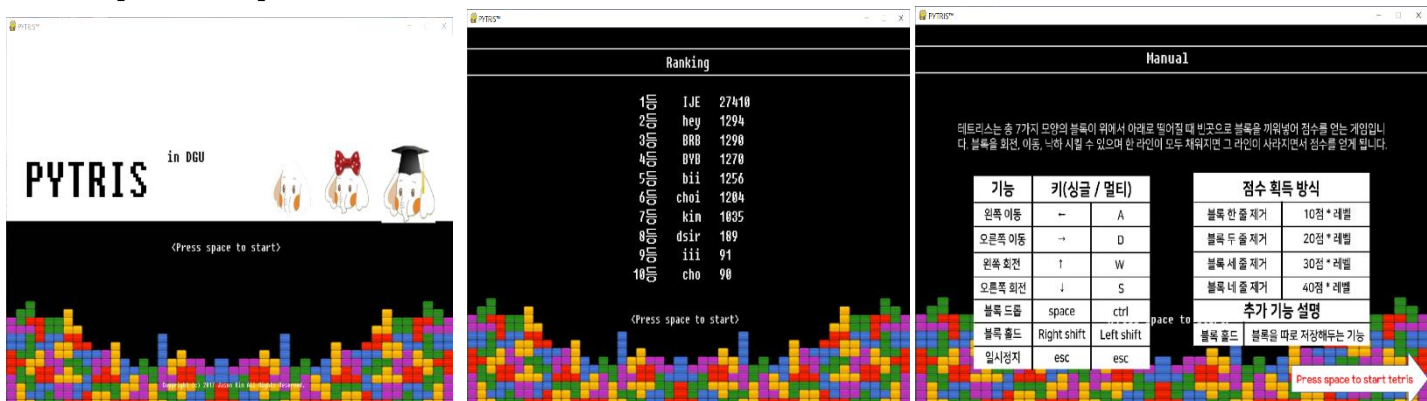 PYTRIS™
PYTRIS
in DGU
<Press space to start>
Copyright (c) 2017 Jason Kim All Rights Reserved.
PYTRIS™
Ranking
1등 IJE 27410
2등 hey 1294
3등 BRB 1290
4등 BYB 1270
5등 bii 1256
6등 choi 1204
7등 kim 1035
8등 dsir 189
9등 iii 91
10등 cho 90
<Press space to start>
PYTRIS™
Manual
테트리스는 총 7가지 모양의 블록이 위에서 아래로 떨어질 때 빈곳으로 블록을 끼워넣어 점수를 얻는 게임입니
다. 블록을 회전, 이동, 낙하 시킬 수 있으며 한 라인이 모두 채워지면 그 라인이 사라지면서 점수를 얻게 됩니다.
기능 키(싱글 / 멀티)
왼쪽 이동 ← A
오른쪽 이동 → D
왼쪽 회전 ↑ W
오른쪽 회전 ↓ S
블록 드롭 space ctrl
블록 홀드 Right shift Left shift
일시정지 esc esc
점수 획득 방식
블록 한 줄 제거 10점 * 레벨
블록 두 줄 제거 20점 * 레벨
블록 세 줄 제거 30점 * 레벨
블록 네 줄 제거 40점 * 레벨
추가 기능 설명
블록 홀드 블록을 따로 저장해두는 기능
pace to
Press space to start tetris